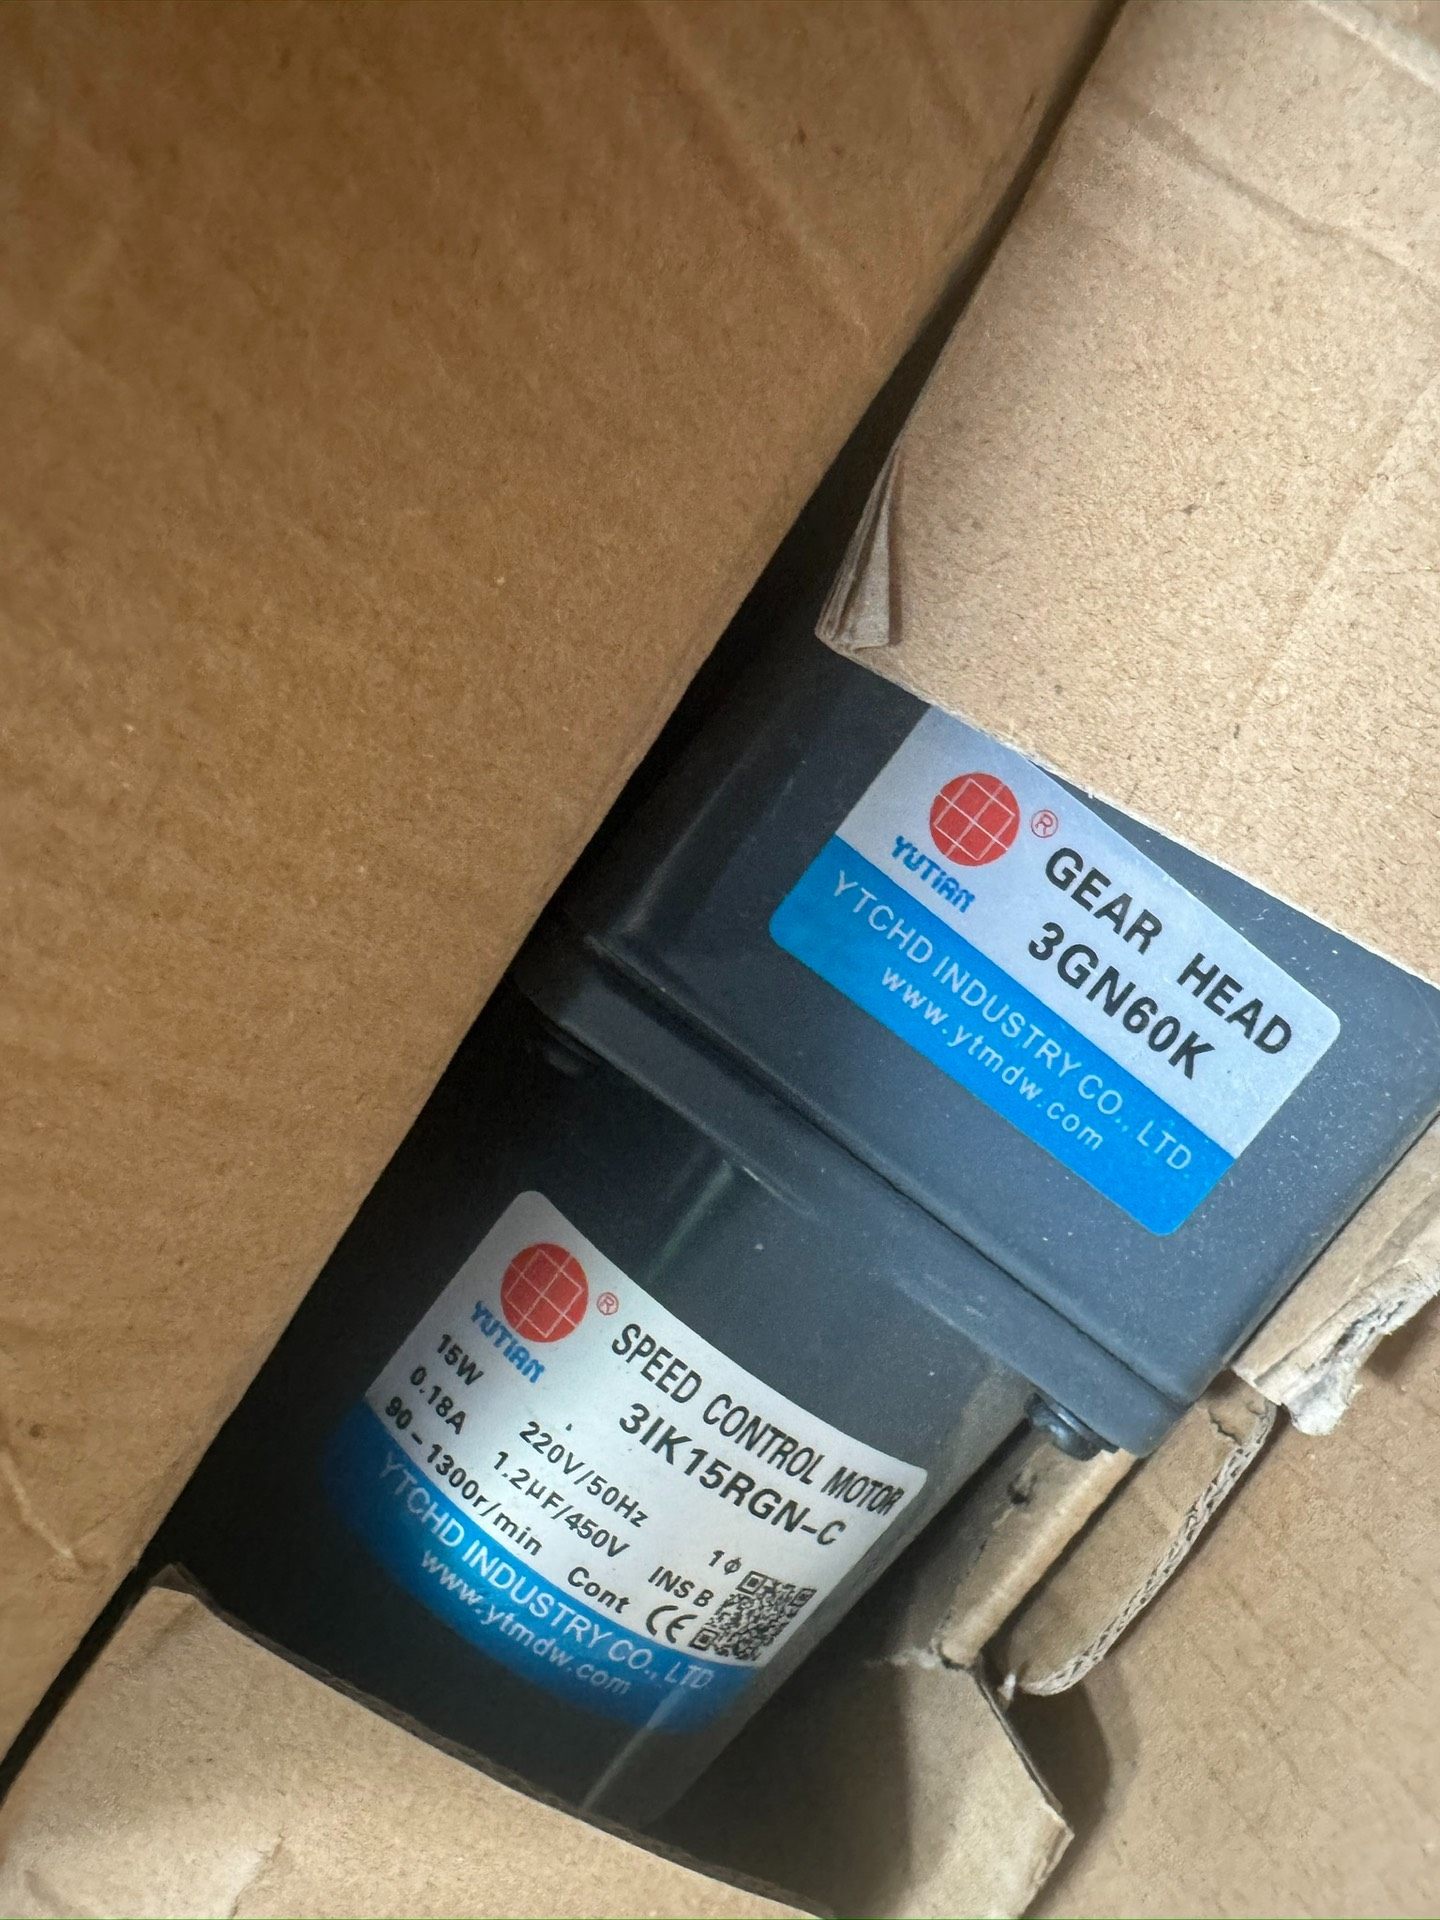 YUTIAN ®
GEAR HEAD
3GN60K
YTCHD INDUSTRY CO., LTD.
www.ytmdw.com
YUTIAN ®
SPEED CONTROL MOTOR
3IK15RGN-C
15W 220V/50Hz 1Φ
0.18A 1.2μF/450V INS B
90-1300r/min Cont CE
YTCHD INDUSTRY CO., LTD
www.ytmdw.com